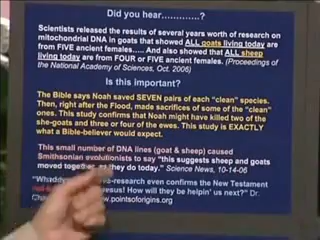 Did you hear.............?
Scientists released the results of several years worth of research on
mitochondrial DNA in goats that showed ALL goats living today are
from FIVE ancient females..... And also showed that ALL sheep
living today are from FOUR or FIVE ancient females. (Proceedings of
the National Academy of Sciences, Oct. 2006)
Is this important?
The Bible says Noah saved SEVEN pairs of each "clean" species.
Then, right after the Flood, made sacrifices of some of the "clean"
ones. This study confirms that Noah might have killed two of the
she-goats and three or four of the ewes. This study is EXACTLY
what a Bible-believer would expect.
This small number of DNA lines (goat & sheep) caused
Smithsonian evolutionists to say "this suggests sheep and goats
moved together, as they do today." Science News, 10-14-06
research even confirms the New Testament
Jesus! How will they be helpin' us next?" Dr.
www.pointsoforigins.org